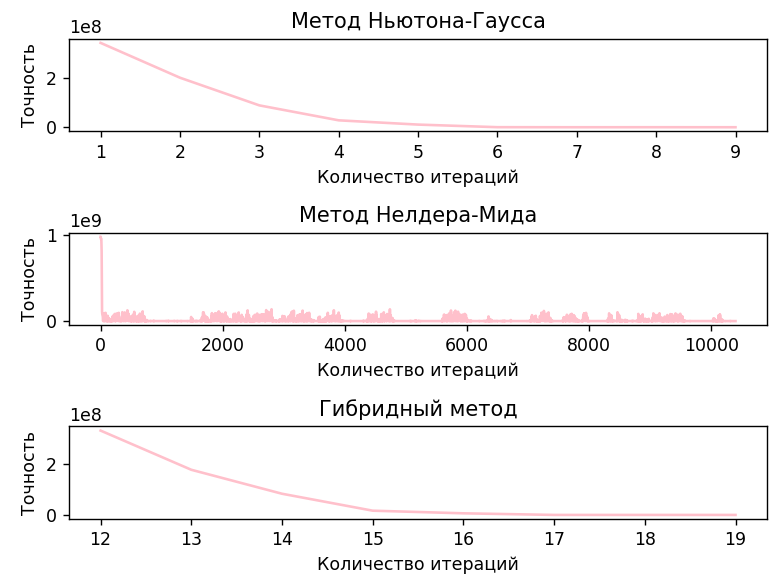 Метод Ньютона-Гаусса
1e8
Точность
2
0
1 2 3 4 5 6 7 8 9
Количество итераций
Метод Нелдера-Мида
1e9
Точность
1
0
0 2000 4000 6000 8000 10000
Количество итераций
Гибридный метод
1e8
Точность
2
0
12 13 14 15 16 17 18 19
Количество итераций